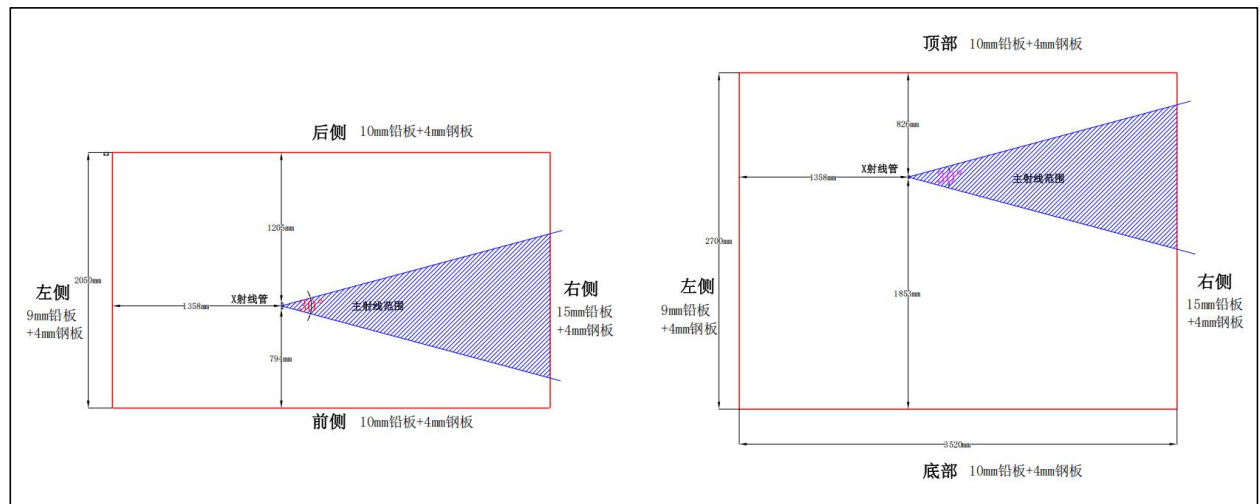 后侧 10mm铅板+4mm钢板
1205mm
2050mm
左侧
9mm铅板
+4mm钢板
1358mm
X射线管
30°
主射线范围
右侧
15mm铅板
+4mm钢板
794mm
前侧 10mm铅板+4mm钢板
顶部 10mm铅板+4mm钢板
826mm
X射线管
1358mm
30°
主射线范围
2700mm
左侧
9mm铅板
+4mm钢板
1853mm
右侧
15mm铅板
+4mm钢板
3520mm
底部 10mm铅板+4mm钢板